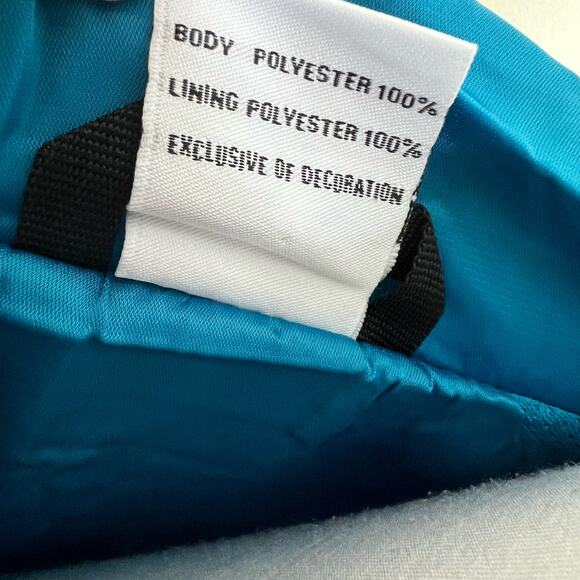 BODY POLYESTER 100%
LINING POLYESTER 100%
EXCLUSIVE OF DECORATION